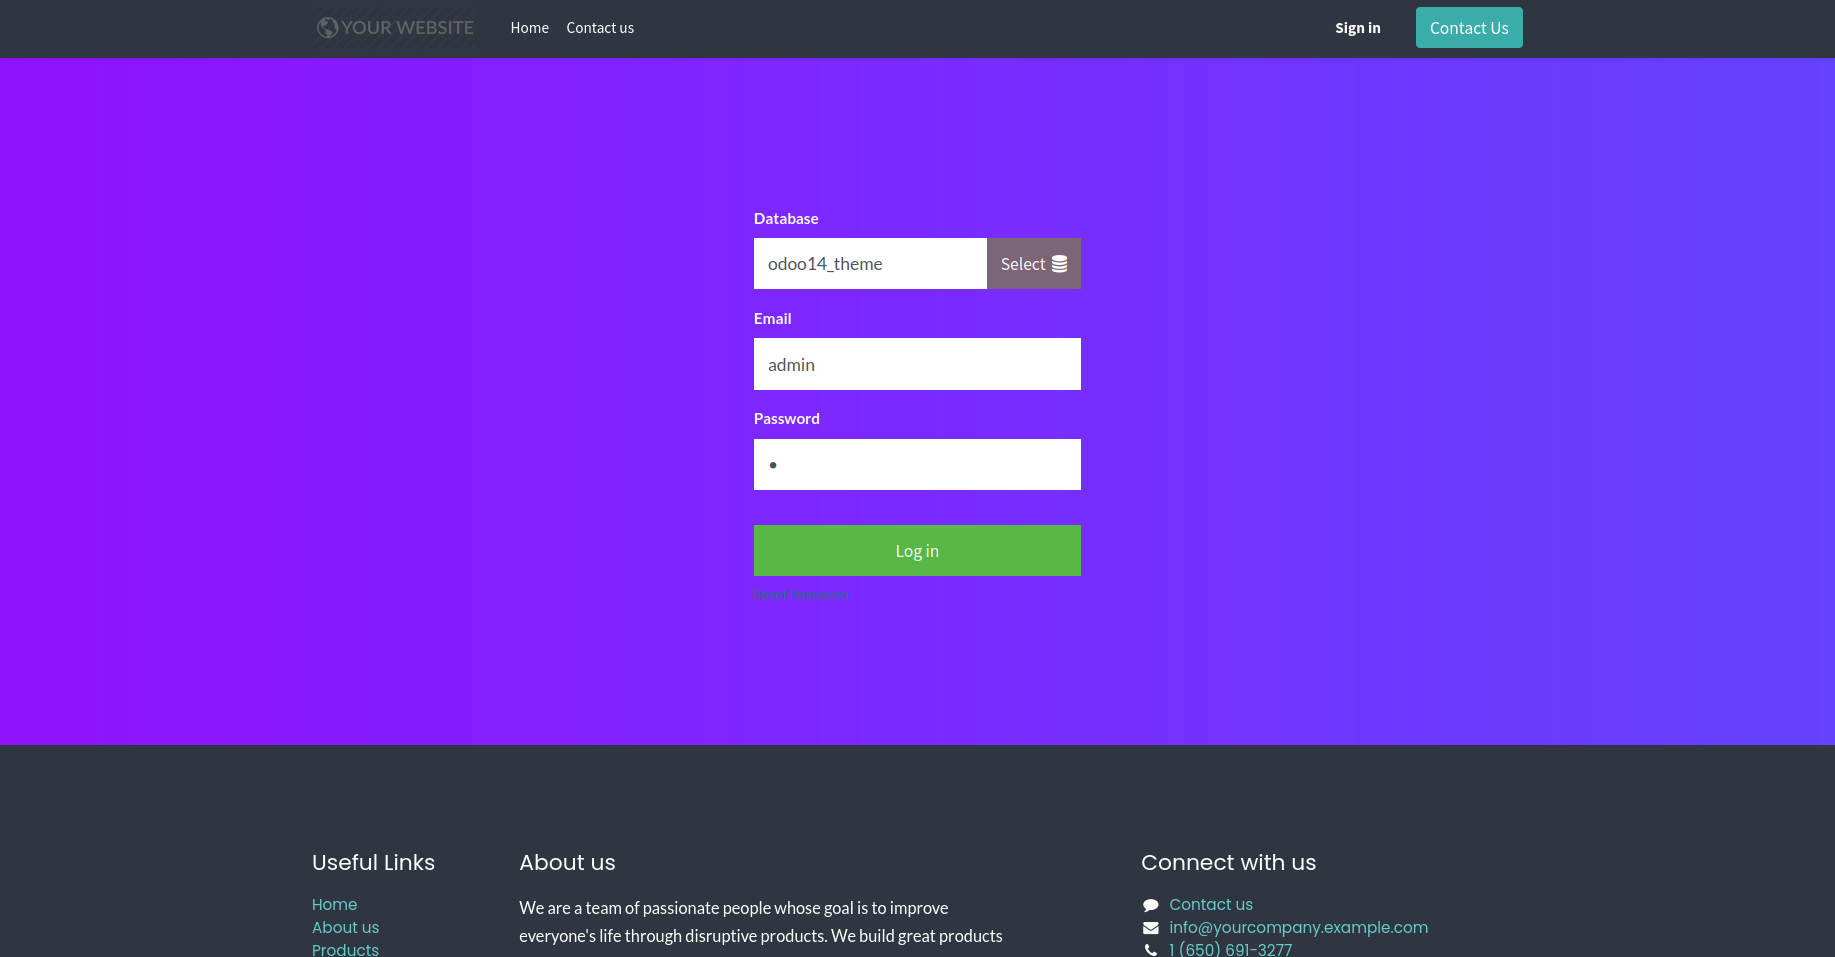 YOUR WEBSITE Home Contact us Sign in Contact Us
Database
odoo14_theme Select
Email
admin
Password
Log in
Reset Password
Useful Links
Home
About us
Products
About us
We are a team of passionate people whose goal is to improve
everyone's life through disruptive products. We build great products
Connect with us
Contact us
info@yourcompany.example.com
1 (650) 691-3277